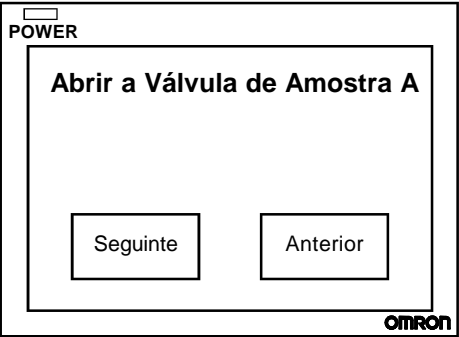 POWER
Abrir a Válvula de Amostra A
Seguinte
Anterior
OMRON